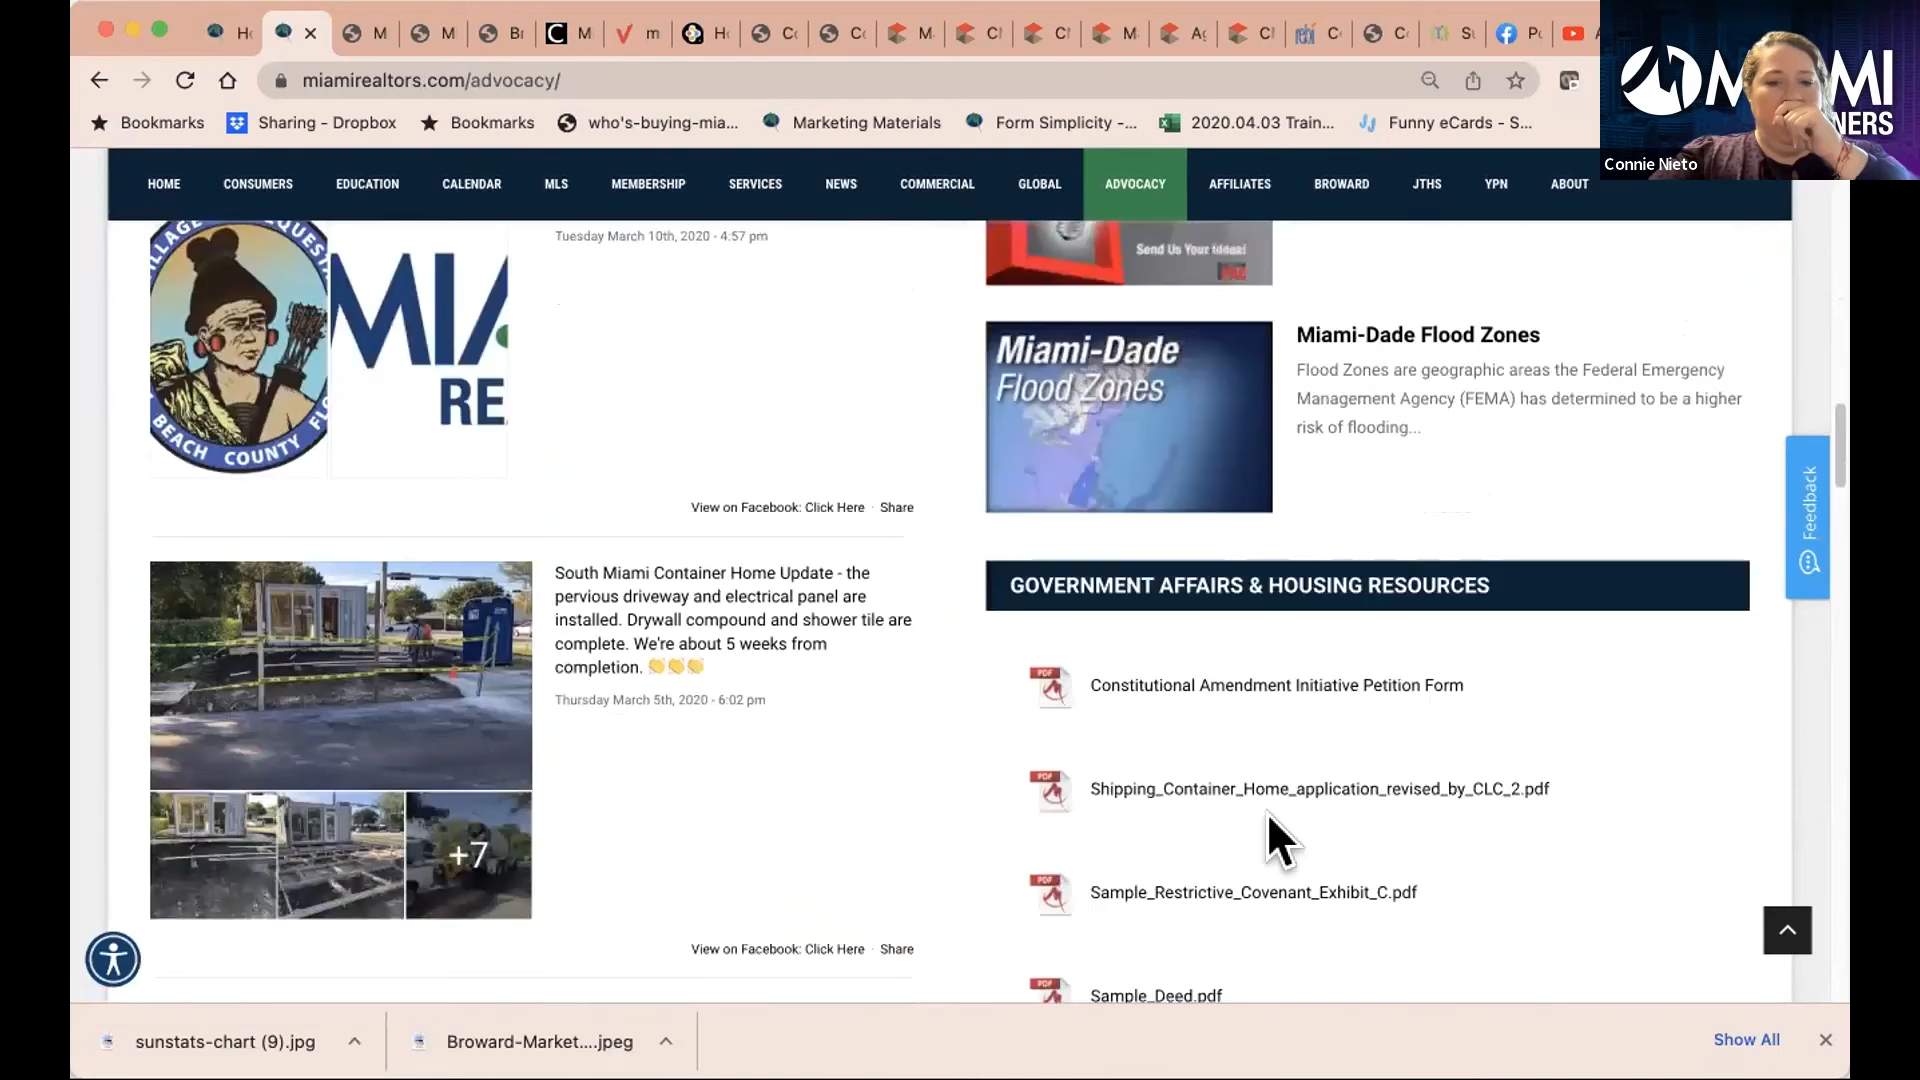 H
M
M
Br
M
m
H
C
C
M
C
C
M
A
C
C
C
S
P
miamirealtors.com/advocacy/
Bookmarks
Sharing - Dropbox
Bookmarks
who's-buying-mia...
Marketing Materials
Form Simplicity -...
2020.04.03 Train...
Funny eCards - S...
Connie Nieto
HOME
CONSUMERS
EDUCATION
CALENDAR
MLS
MEMBERSHIP
SERVICES
NEWS
COMMERCIAL
GLOBAL
ADVOCACY
AFFILIATES
BROWARD
JTHS
YPN
ABOUT
BEACH COUNTY
MIA
RE
Tuesday March 10th, 2020 - 4:57 pm
View on Facebook: Click Here · Share
South Miami Container Home Update - the
pervious driveway and electrical panel are
installed. Drywall compound and shower tile are
complete. We're about 5 weeks from
completion. 👏👏👏
Thursday March 5th, 2020 - 6:02 pm
+7
View on Facebook: Click Here · Share
Send Us Your Ideas!
Miami-Dade
Flood Zones
Miami-Dade Flood Zones
Flood Zones are geographic areas the Federal Emergency
Management Agency (FEMA) has determined to be a higher
risk of flooding...
GOVERNMENT AFFAIRS & HOUSING RESOURCES
PDF
Constitutional Amendment Initiative Petition Form
PDF
Shipping_Container_Home_application_revised_by_CLC_2.pdf
PDF
Sample_Restrictive_Covenant_Exhibit_C.pdf
PDF
Sample_Deed.pdf
Feedback
sunstats-chart (9).jpg
Broward-Market....jpeg
Show All